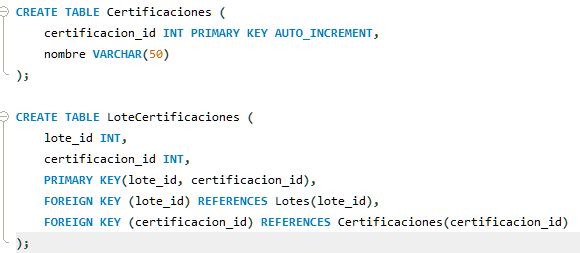 CREATE TABLE Certificaciones (
    certificacion_id INT PRIMARY KEY AUTO_INCREMENT,
    nombre VARCHAR(50)
);
CREATE TABLE LoteCertificaciones (
    lote_id INT,
    certificacion_id INT,
    PRIMARY KEY(lote_id, certificacion_id),
    FOREIGN KEY (lote_id) REFERENCES Lotes(lote_id),
    FOREIGN KEY (certificacion_id) REFERENCES Certificaciones(certificacion_id)
);